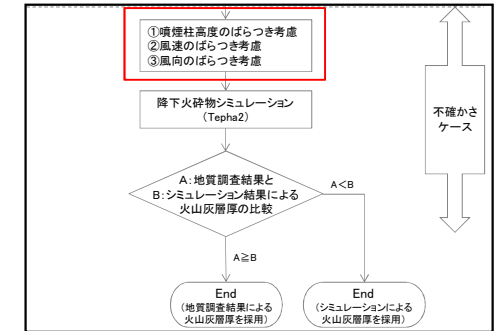 ①噴煙柱高度のばらつき考慮
②風速のばらつき考慮
③風向のばらつき考慮
降下火砕物シミュレーション
（Tepha2）
不確かさ
ケース
A：地質調査結果と
B：シミュレーション結果による
火山灰層厚の比較
A＜B
A≧B
End
（地質調査結果による
火山灰層厚を採用）
End
（シミュレーションによる
火山灰層厚を採用）